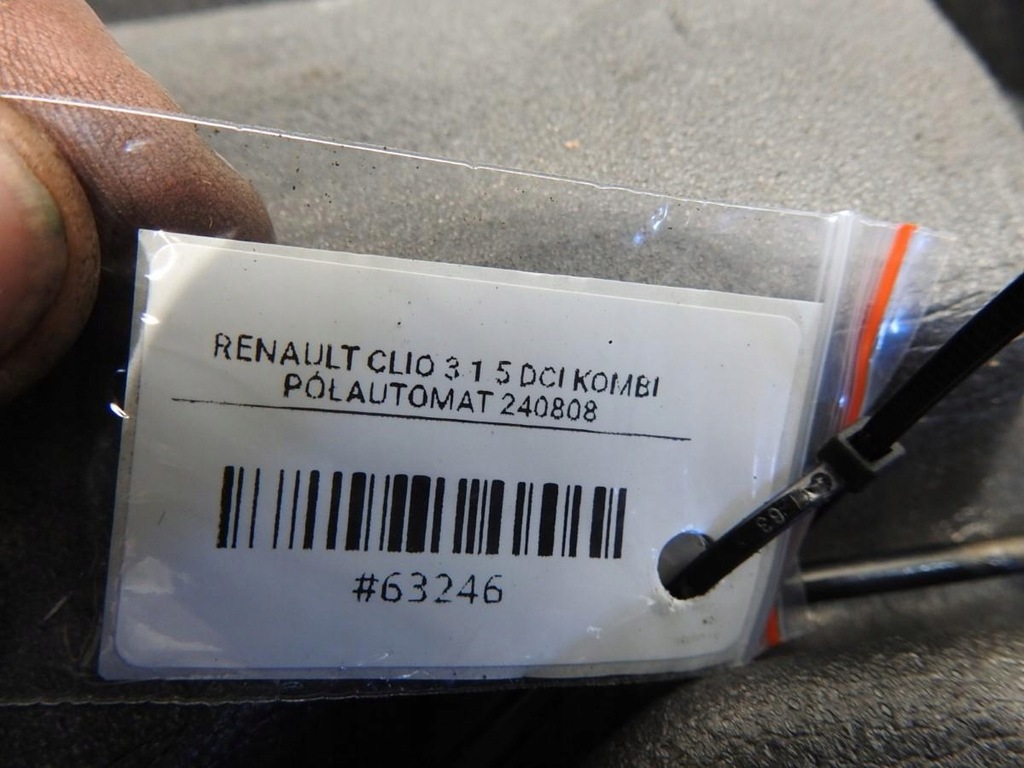 RENAULT CLIO 3 1 5 DCI KOMBI
PÓŁAUTOMAT 240808
#63246